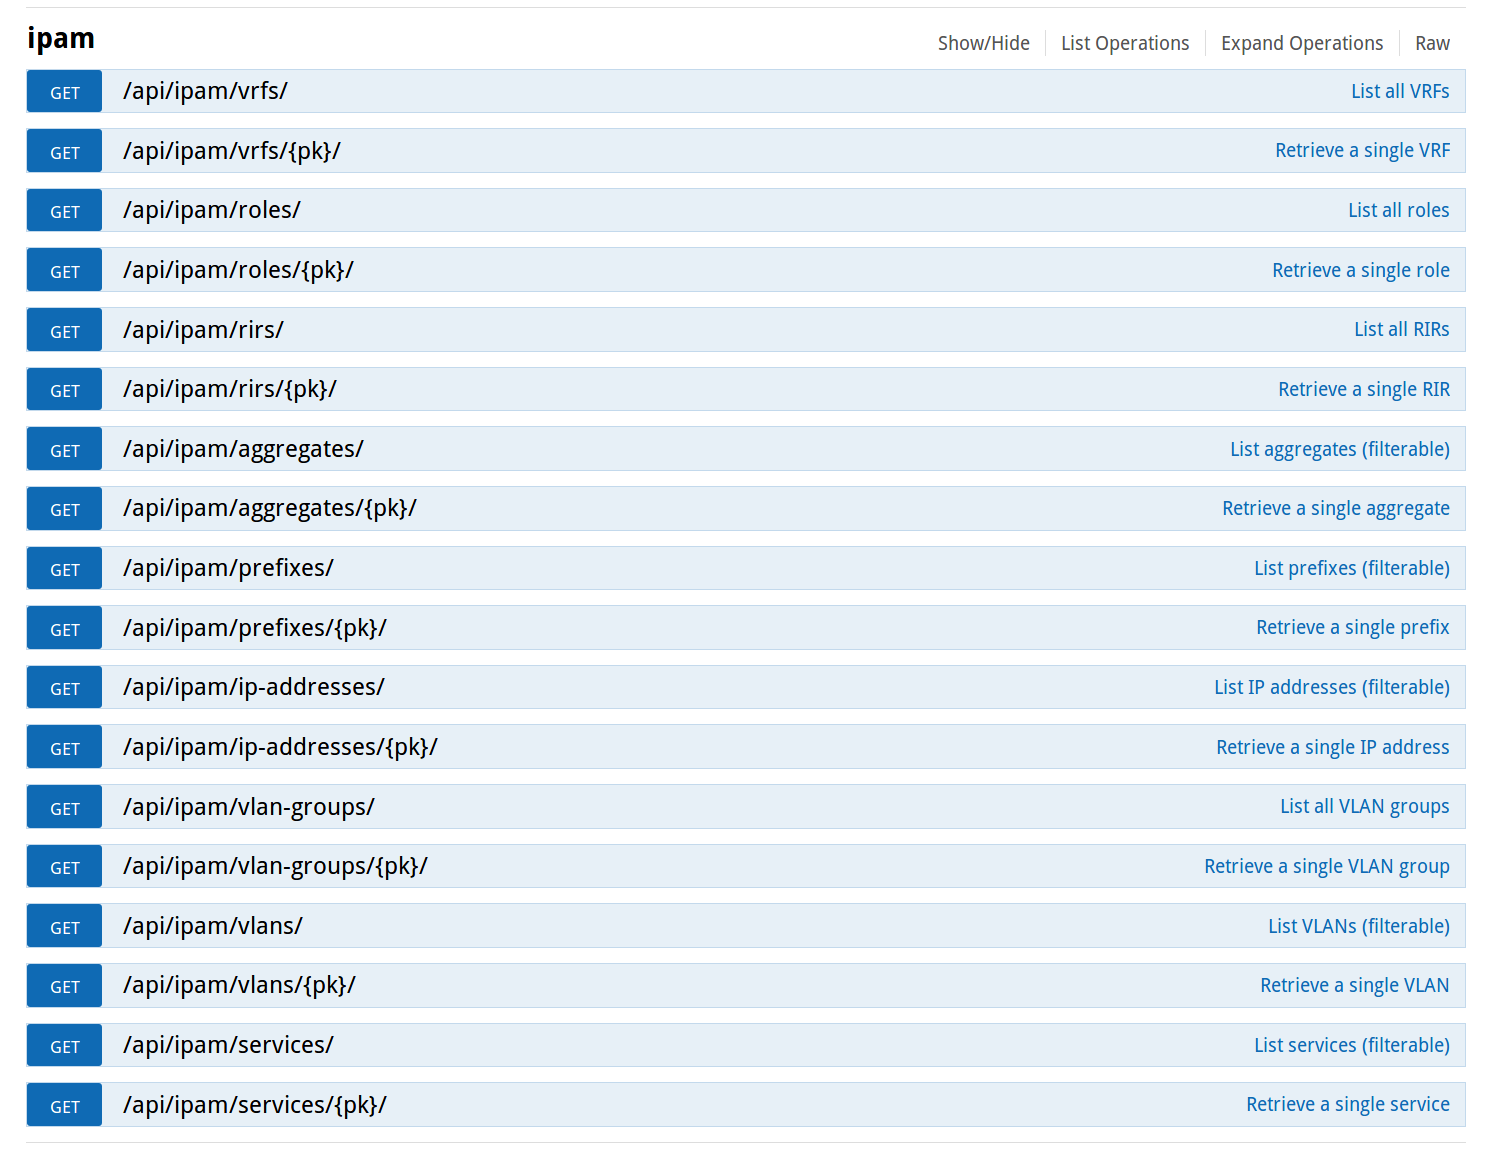 ipam Show/Hide List Operations Expand Operations Raw
GET /api/ipam/vrfs/ List all VRFs
GET /api/ipam/vrfs/{pk}/ Retrieve a single VRF
GET /api/ipam/roles/ List all roles
GET /api/ipam/roles/{pk}/ Retrieve a single role
GET /api/ipam/rirs/ List all RIRs
GET /api/ipam/rirs/{pk}/ Retrieve a single RIR
GET /api/ipam/aggregates/ List aggregates (filterable)
GET /api/ipam/aggregates/{pk}/ Retrieve a single aggregate
GET /api/ipam/prefixes/ List prefixes (filterable)
GET /api/ipam/prefixes/{pk}/ Retrieve a single prefix
GET /api/ipam/ip-addresses/ List IP addresses (filterable)
GET /api/ipam/ip-addresses/{pk}/ Retrieve a single IP address
GET /api/ipam/vlan-groups/ List all VLAN groups
GET /api/ipam/vlan-groups/{pk}/ Retrieve a single VLAN group
GET /api/ipam/vlans/ List VLANs (filterable)
GET /api/ipam/vlans/{pk}/ Retrieve a single VLAN
GET /api/ipam/services/ List services (filterable)
GET /api/ipam/services/{pk}/ Retrieve a single service